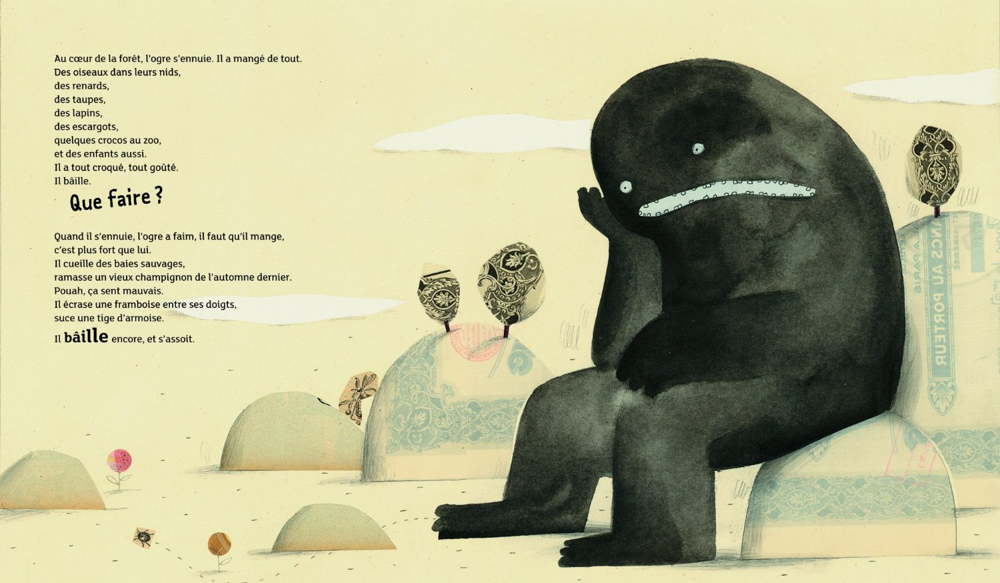 Au cœur de la forêt, l'ogre s'ennuie. Il a mangé de tout.
Des oiseaux dans leurs nids,
des renards,
des taupes,
des lapins,
des escargots,
quelques crocos au zoo,
et des enfants aussi.
Il a tout croqué, tout goûté.
Il bâille.
Que faire ?
Quand il s'ennuie, l'ogre a faim, il faut qu'il mange,
c'est plus fort que lui.
Il cueille des baies sauvages,
ramasse un vieux champignon de l'automne dernier.
Pouah, ça sent mauvais.
Il écrase une framboise entre ses doigts,
suce une tige d'armoise.
Il bâille encore, et s'assoit.
ANCS AU PORTEUR
A PARIS